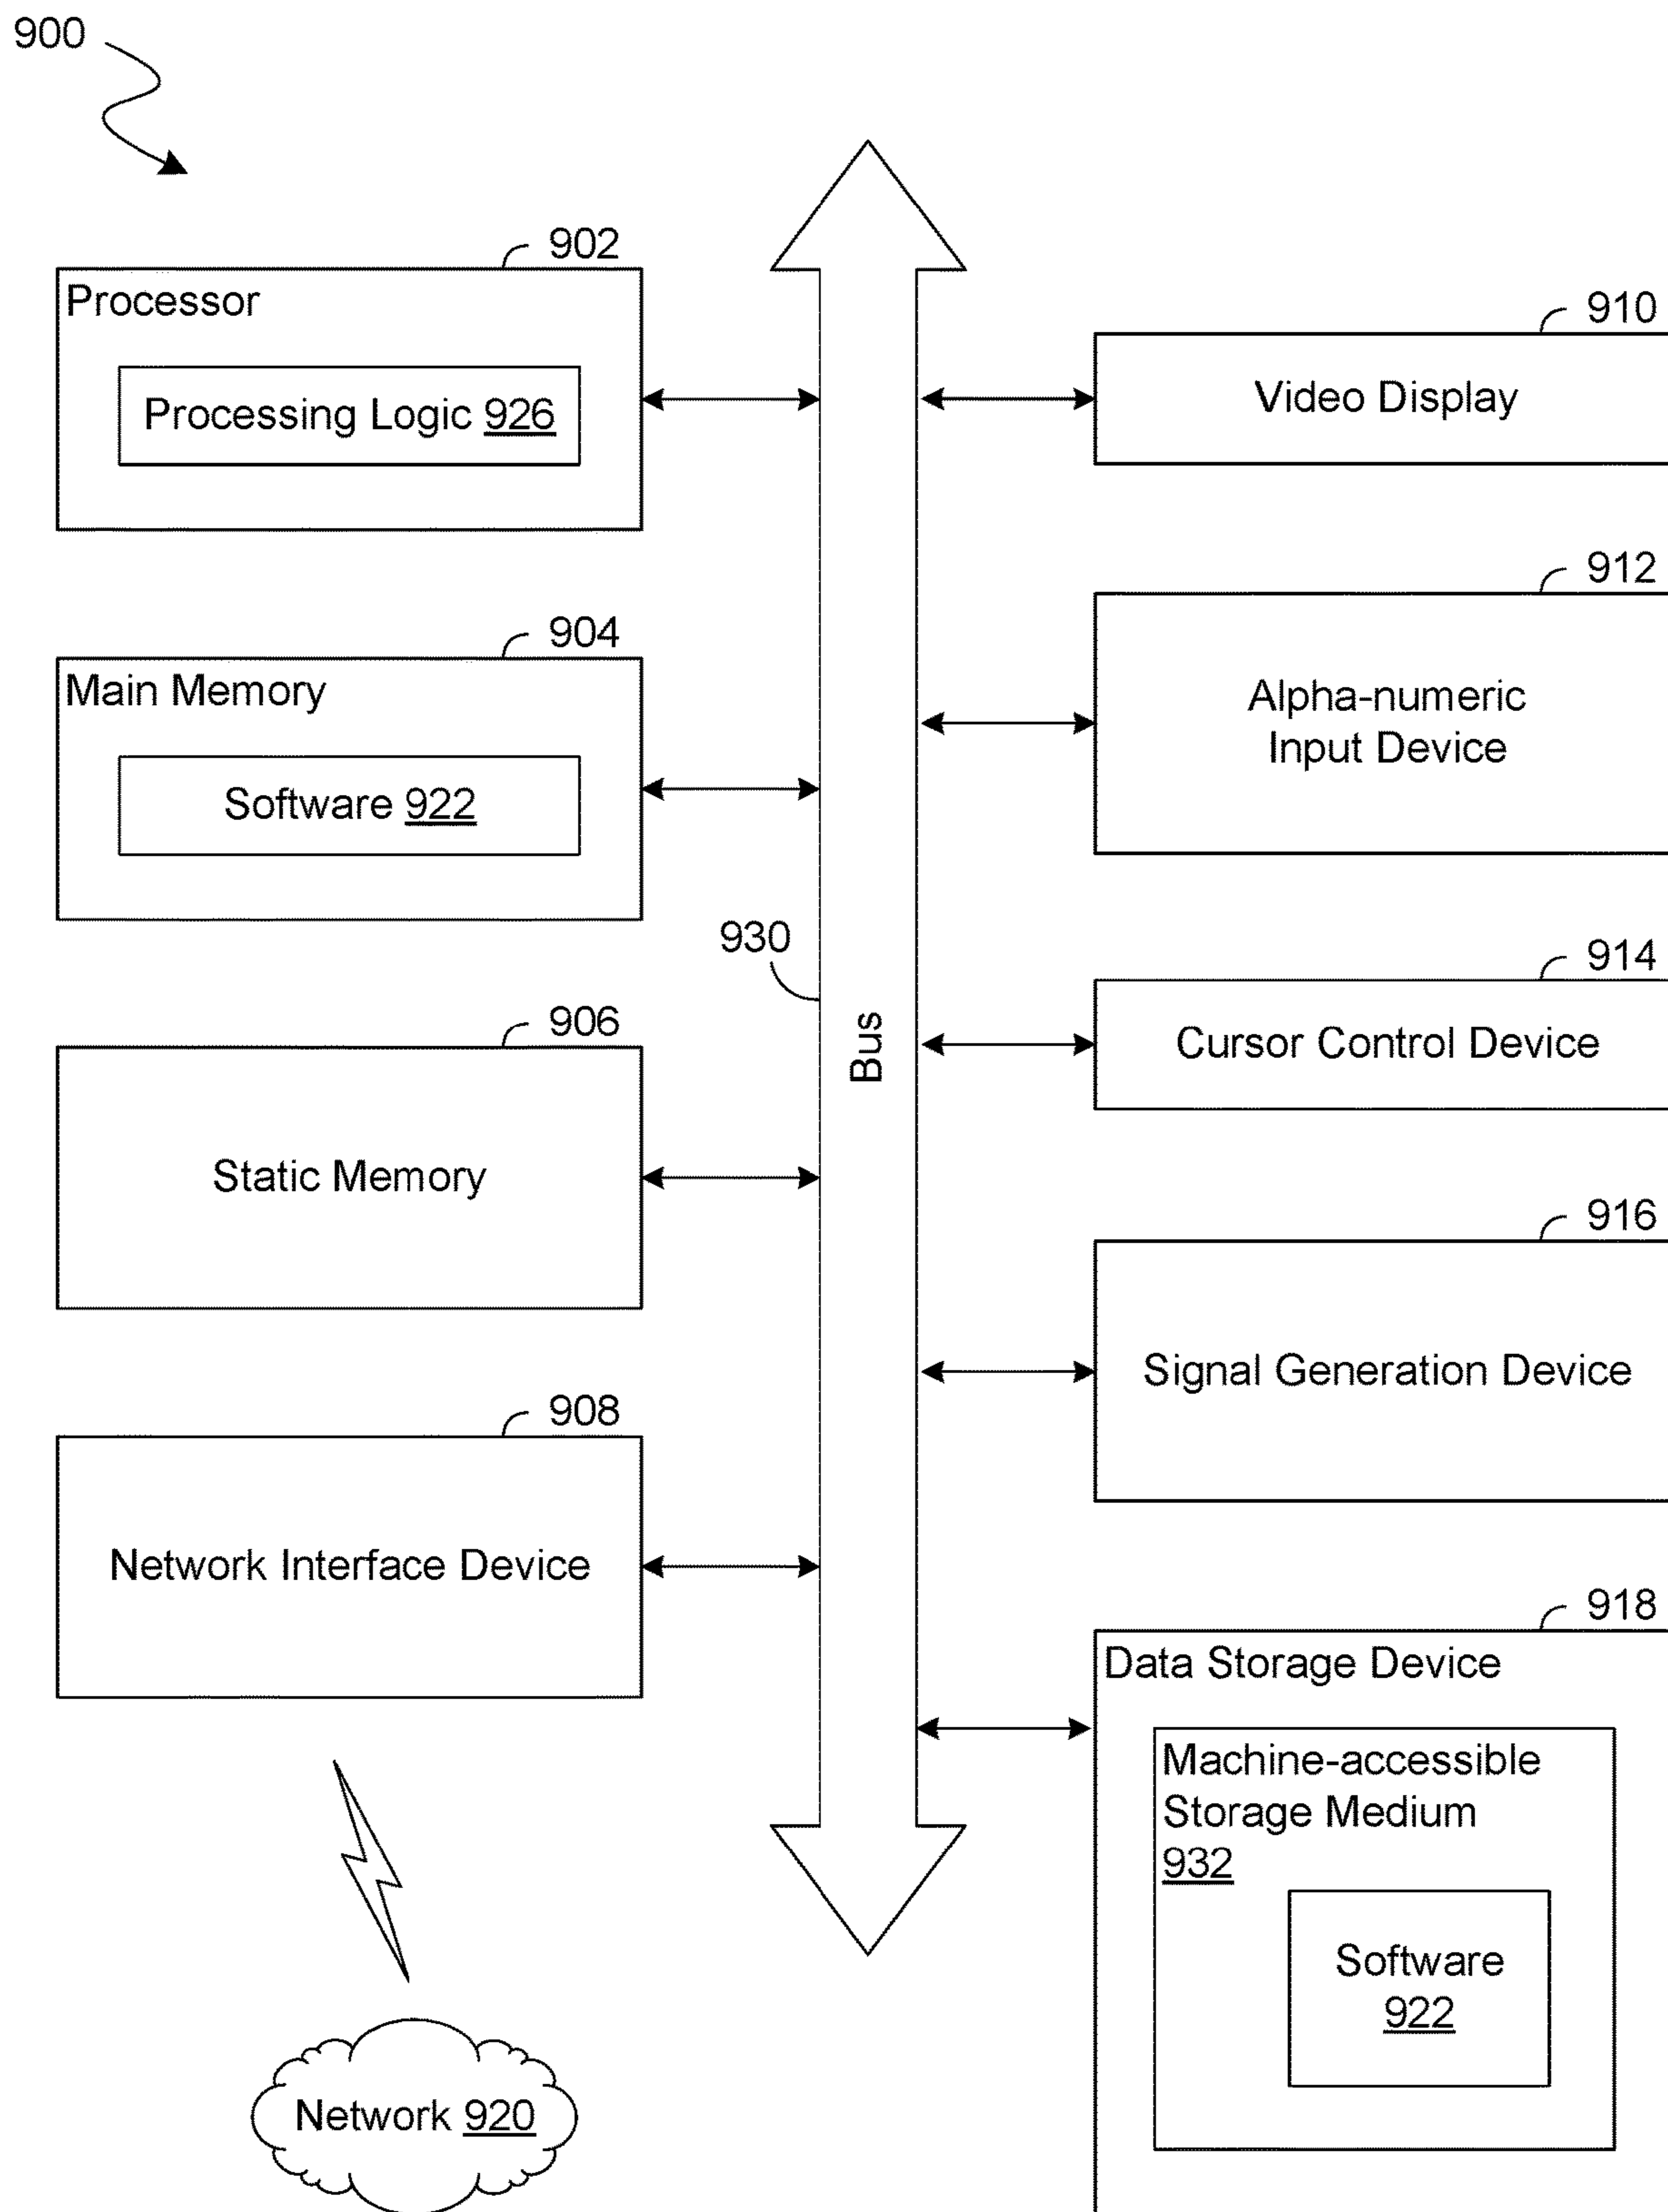 900
902
Processor
Processing Logic 926
904
Main Memory
Software 922
930
906
Static Memory
908
Network Interface Device
Network 920
Bus
910
Video Display
912
Alpha-numeric
Input Device
914
Cursor Control Device
916
Signal Generation Device
918
Data Storage Device
Machine-accessible
Storage Medium
932
Software
922